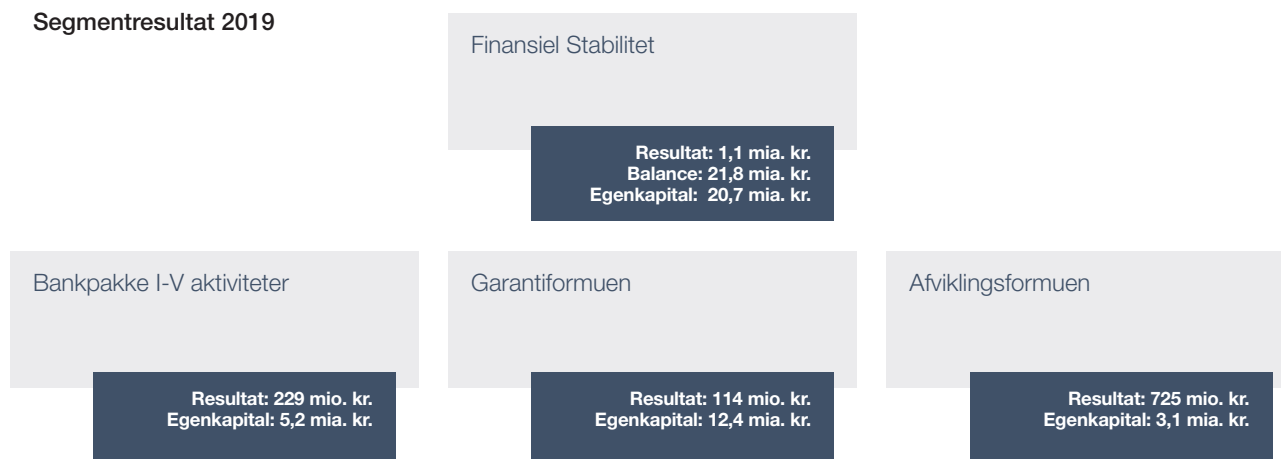 Segmentresultat 2019
Finansiel Stabilitet
Resultat: 1,1 mia. kr.
Balance: 21,8 mia. kr.
Egenkapital: 20,7 mia. kr.
Bankpakke I-V aktiviteter
Resultat: 229 mio. kr.
Egenkapital: 5,2 mia. kr.
Garantiformuen
Resultat: 114 mio. kr.
Egenkapital: 12,4 mia. kr.
Afviklingsformuen
Resultat: 725 mio. kr.
Egenkapital: 3,1 mia. kr.